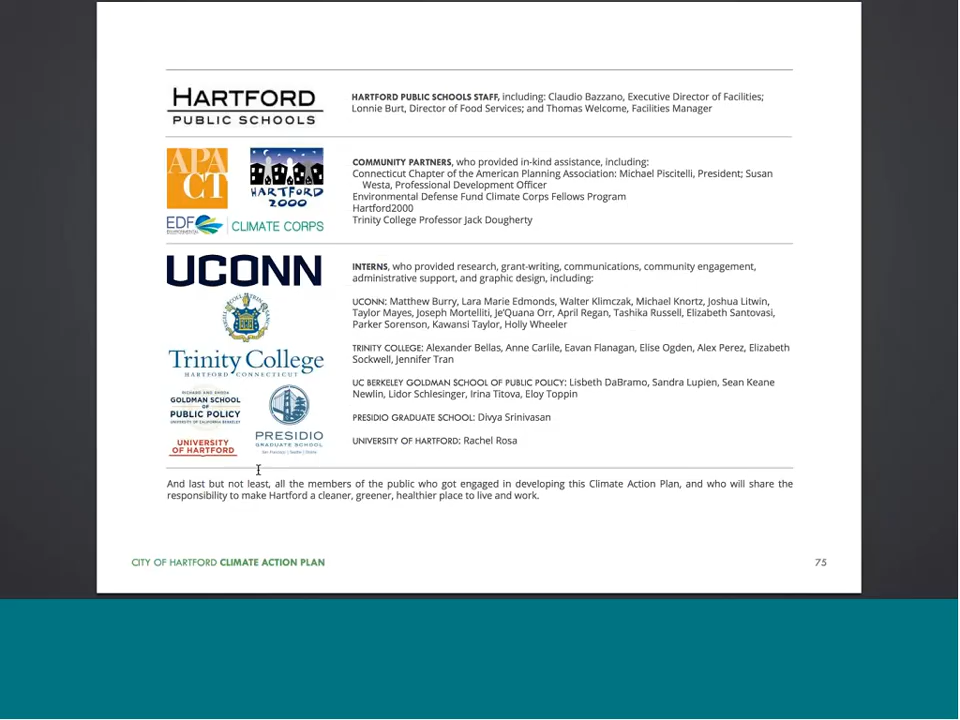 HARTFORD
PUBLIC SCHOOLS
HARTFORD PUBLIC SCHOOLS STAFF, including: Claudio Bazzano, Executive Director of Facilities;
Lonnie Burt, Director of Food Services; and Thomas Welcome, Facilities Manager
APA
CT
HARTFORD
2000
EDF
CLIMATE CORPS
COMMUNITY PARTNERS, who provided in-kind assistance, including:
Connecticut Chapter of the American Planning Association: Michael Piscitelli, President; Susan
Westa, Professional Development Officer
Environmental Defense Fund Climate Corps Fellows Program
Hartford2000
Trinity College Professor Jack Dougherty
UCONN
Trinity College
HARTFORD CONNECTICUT
RICHARD AND RHODA
GOLDMAN SCHOOL
OF
PUBLIC POLICY
UNIVERSITY OF CALIFORNIA BERKELEY
PRESIDIO
GRADUATE SCHOOL
UNIVERSITY
OF HARTFORD
INTERNS, who provided research, grant-writing, communications, community engagement,
administrative support, and graphic design, including:
UCONN: Matthew Burry, Lara Marie Edmonds, Walter Klimczak, Michael Knortz, Joshua Litwin,
Taylor Mayes, Joseph Mortelliti, Je'Quana Orr, April Regan, Tashika Russell, Elizabeth Santovasi,
Parker Sorenson, Kawansi Taylor, Holly Wheeler
TRINITY COLLEGE: Alexander Bellas, Anne Carlile, Eavan Flanagan, Elise Ogden, Alex Perez, Elizabeth
Sockwell, Jennifer Tran
UC BERKELEY GOLDMAN SCHOOL OF PUBLIC POLICY: Lisbeth DaBramo, Sandra Lupien, Sean Keane
Newlin, Lidor Schlesinger, Irina Titova, Eloy Toppin
PRESIDIO GRADUATE SCHOOL: Divya Srinivasan
UNIVERSITY OF HARTFORD: Rachel Rosa
And last but not least, all the members of the public who got engaged in developing this Climate Action Plan, and who will share the
responsibility to make Hartford a cleaner, greener, healthier place to live and work.
CITY OF HARTFORD CLIMATE ACTION PLAN
75